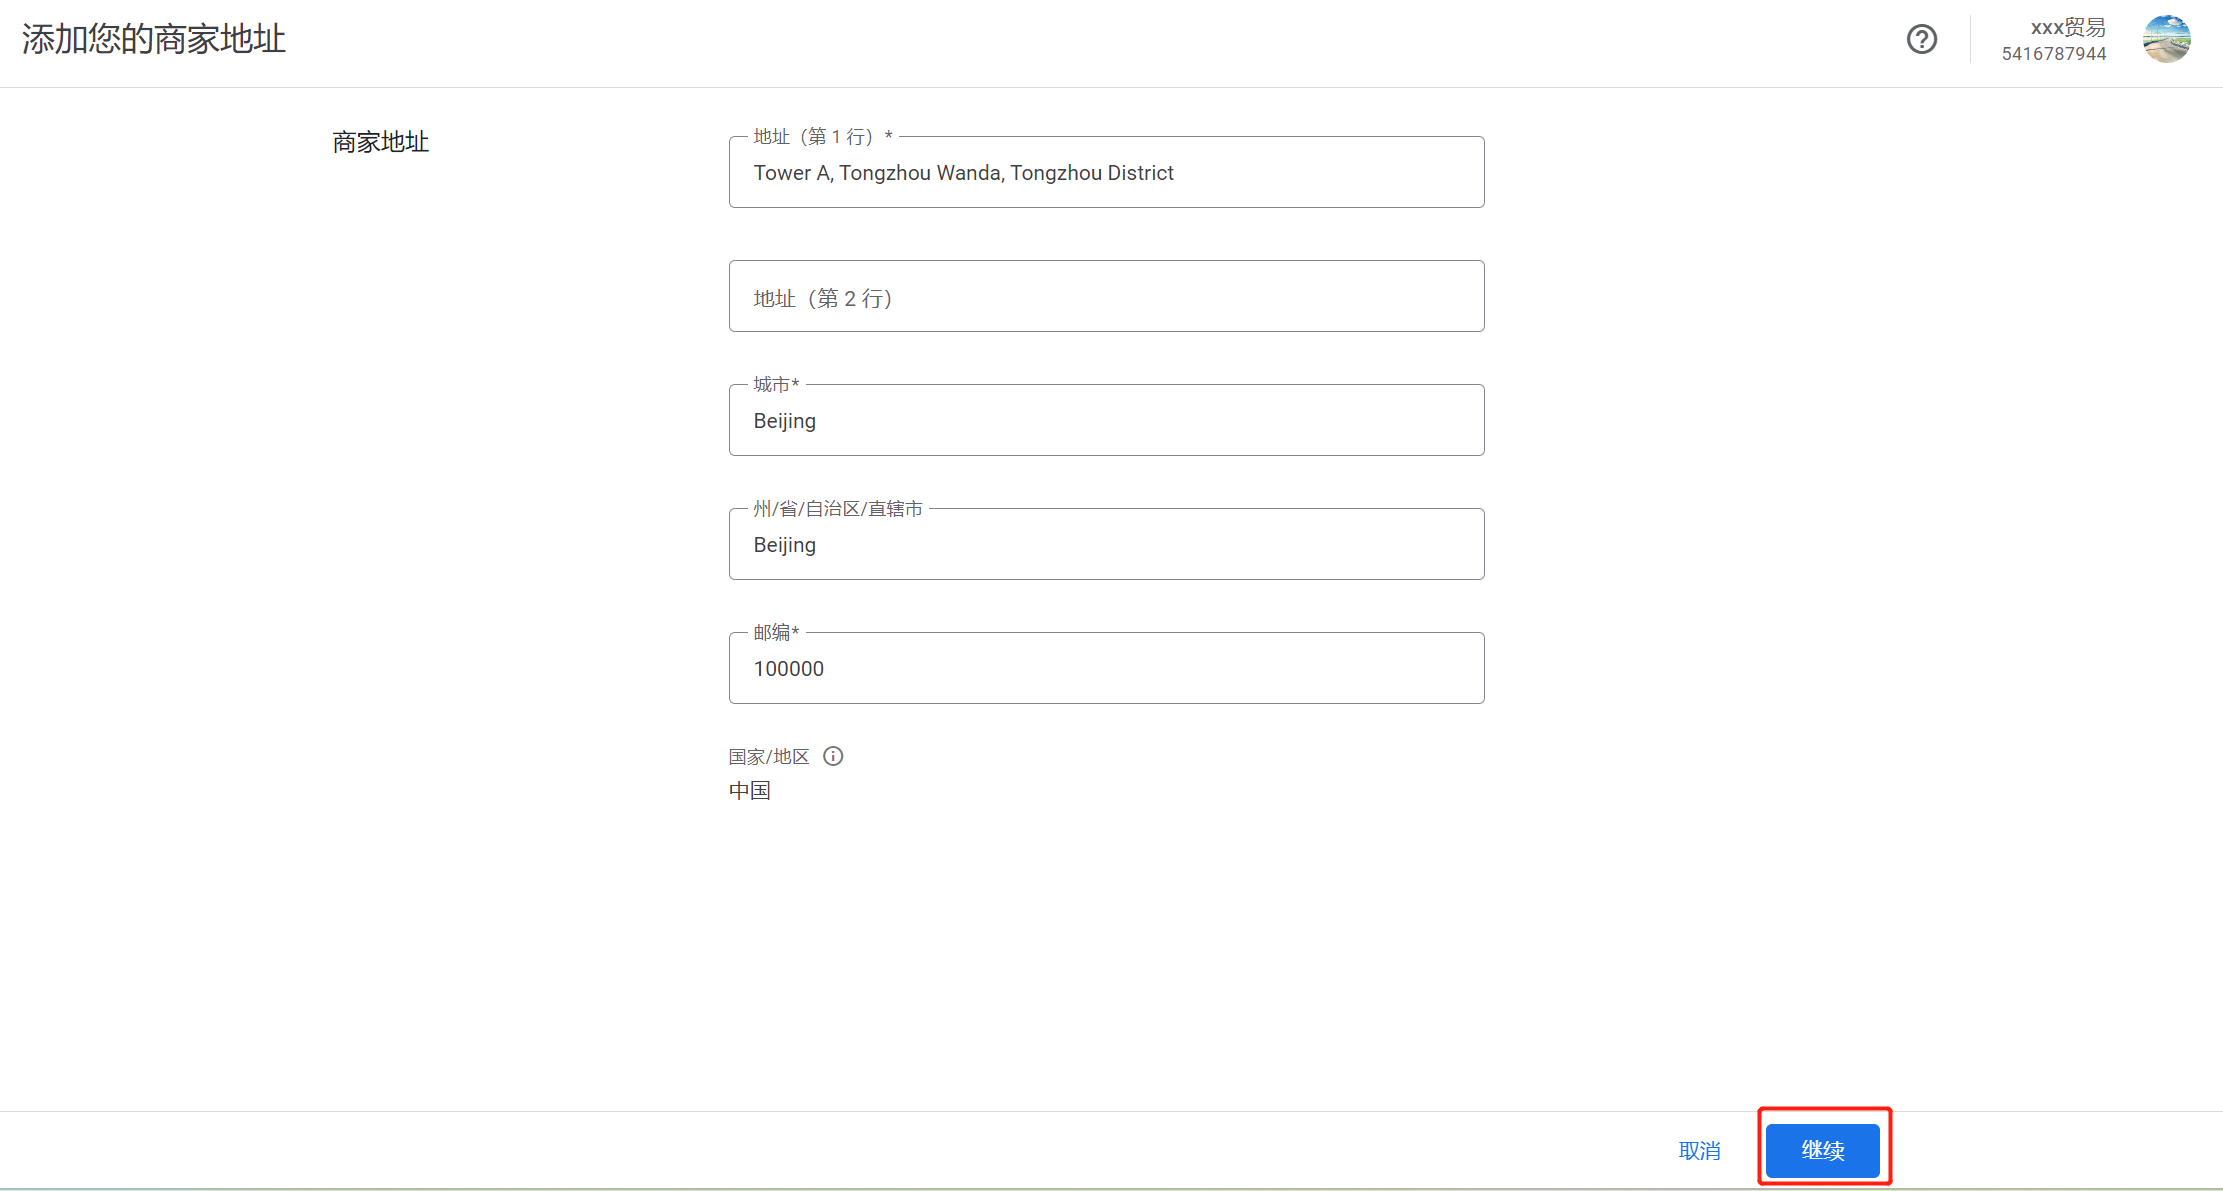 添加您的商家地址
xxx贸易
5416787944
商家地址
地址（第 1 行）*
Tower A, Tongzhou Wanda, Tongzhou District
地址（第 2 行）
城市*
Beijing
州/省/自治区/直辖市
Beijing
邮编*
100000
国家/地区
中国
取消
继续